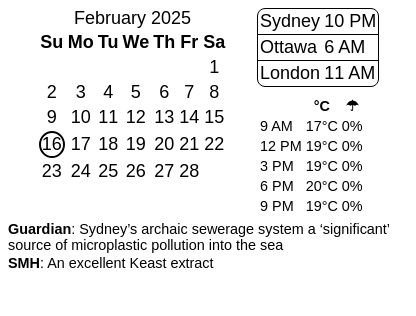 February 2025
Su Mo Tu We Th Fr Sa
1
2 3 4 5 6 7 8
9 10 11 12 13 14 15
16 17 18 19 20 21 22
23 24 25 26 27 28
Sydney 10 PM
Ottawa 6 AM
London 11 AM
°C ☂
9 AM 17°C 0%
12 PM 19°C 0%
3 PM 19°C 0%
6 PM 20°C 0%
9 PM 19°C 0%
Guardian: Sydney’s archaic sewerage system a ‘significant’
source of microplastic pollution into the sea
SMH: An excellent Keast extract